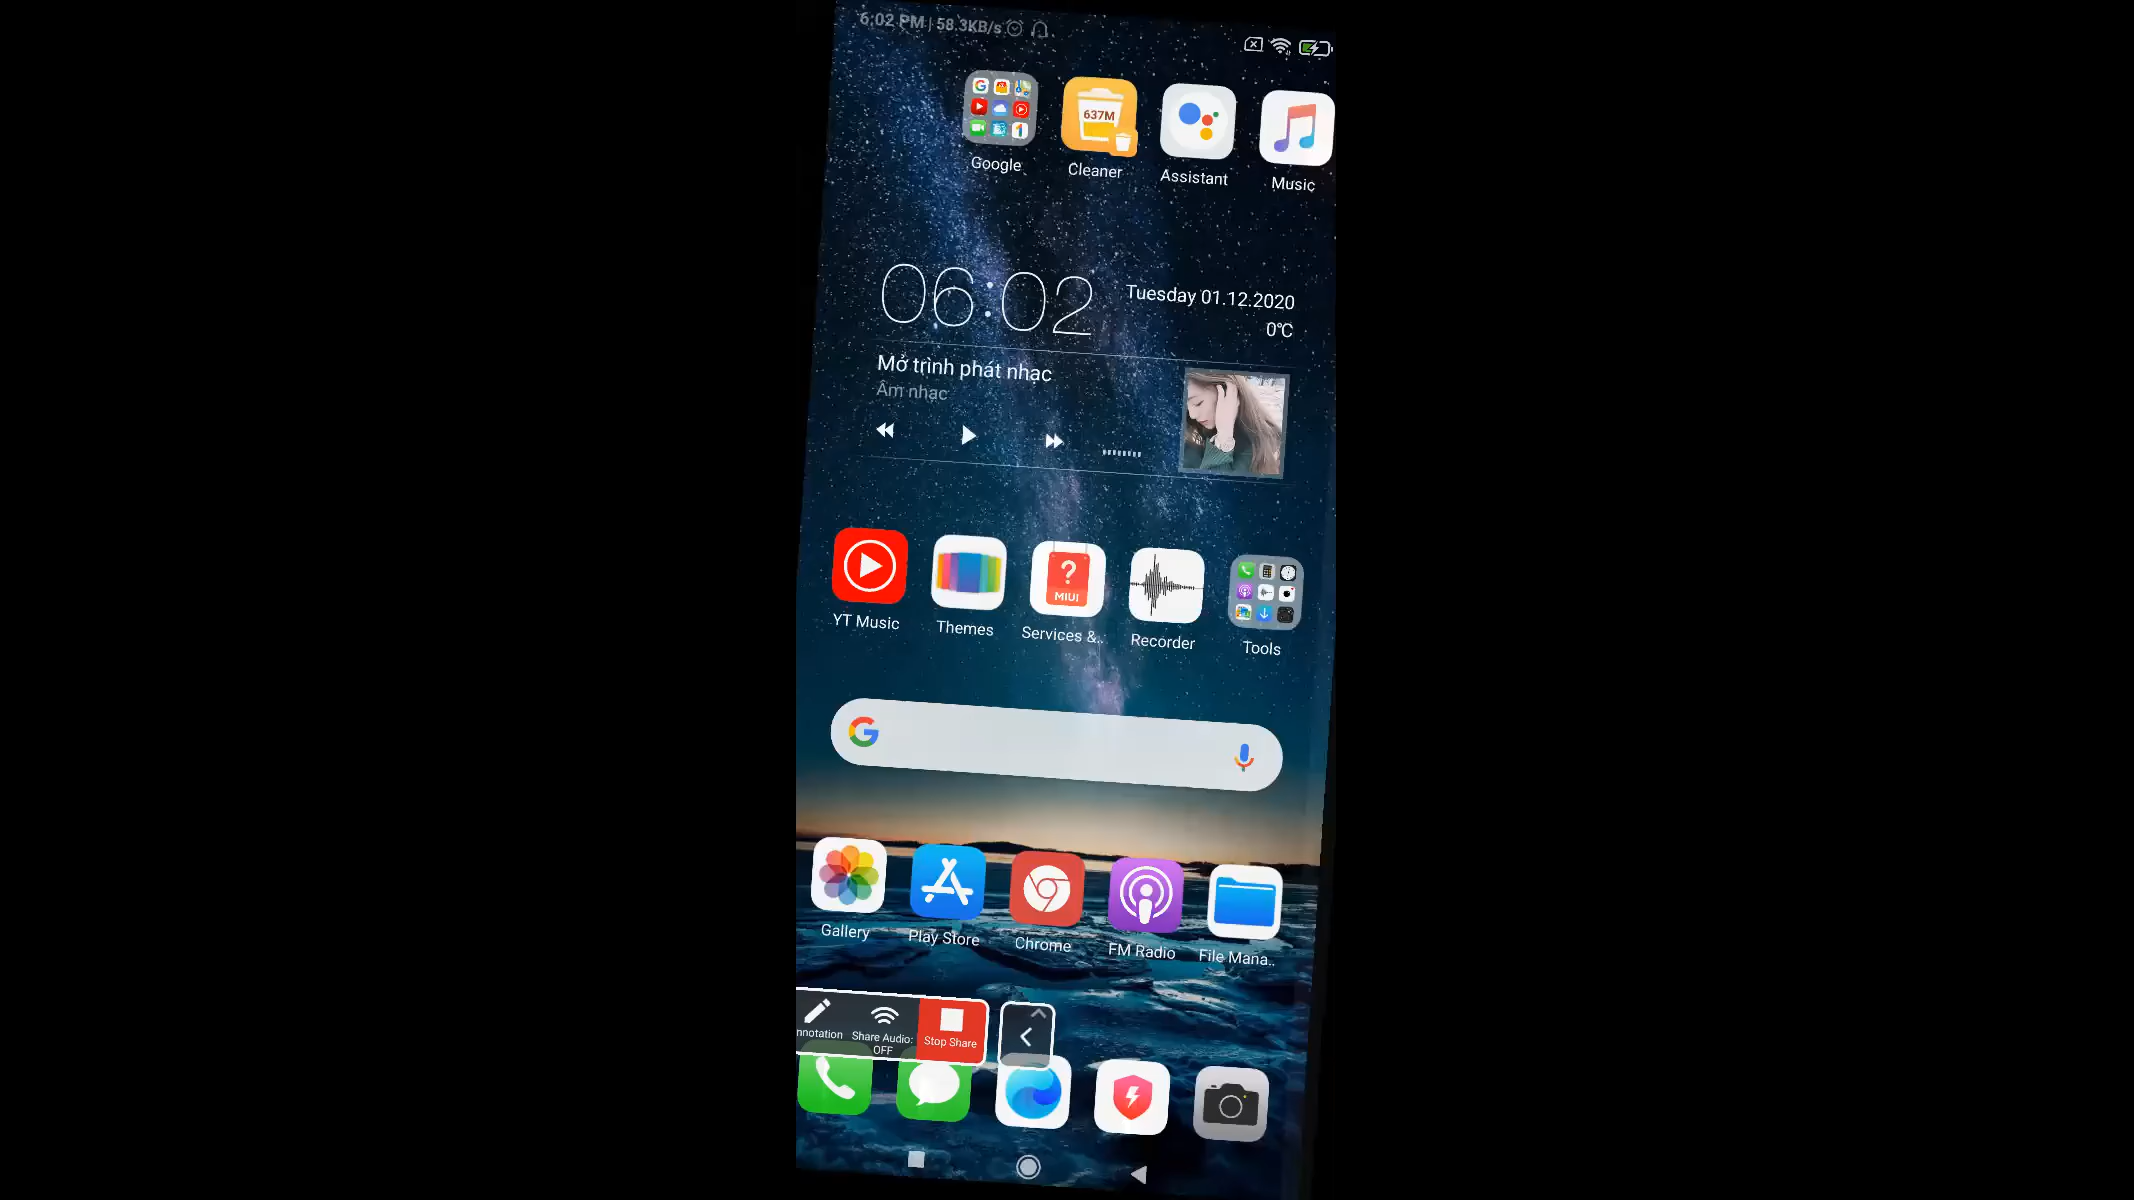 6:02 PM | 58.3KB/s
637M
Google
Cleaner
Assistant
Music
06:02
Tuesday 01.12.2020
0℃
Mở trình phát nhạc
Âm nhạc
MIUI
YT Music
Themes
Services &..
Recorder
Tools
Gallery
Play Store
Chrome
FM Radio
File Mana..
nnotation
Share Audio:
OFF
Stop Share